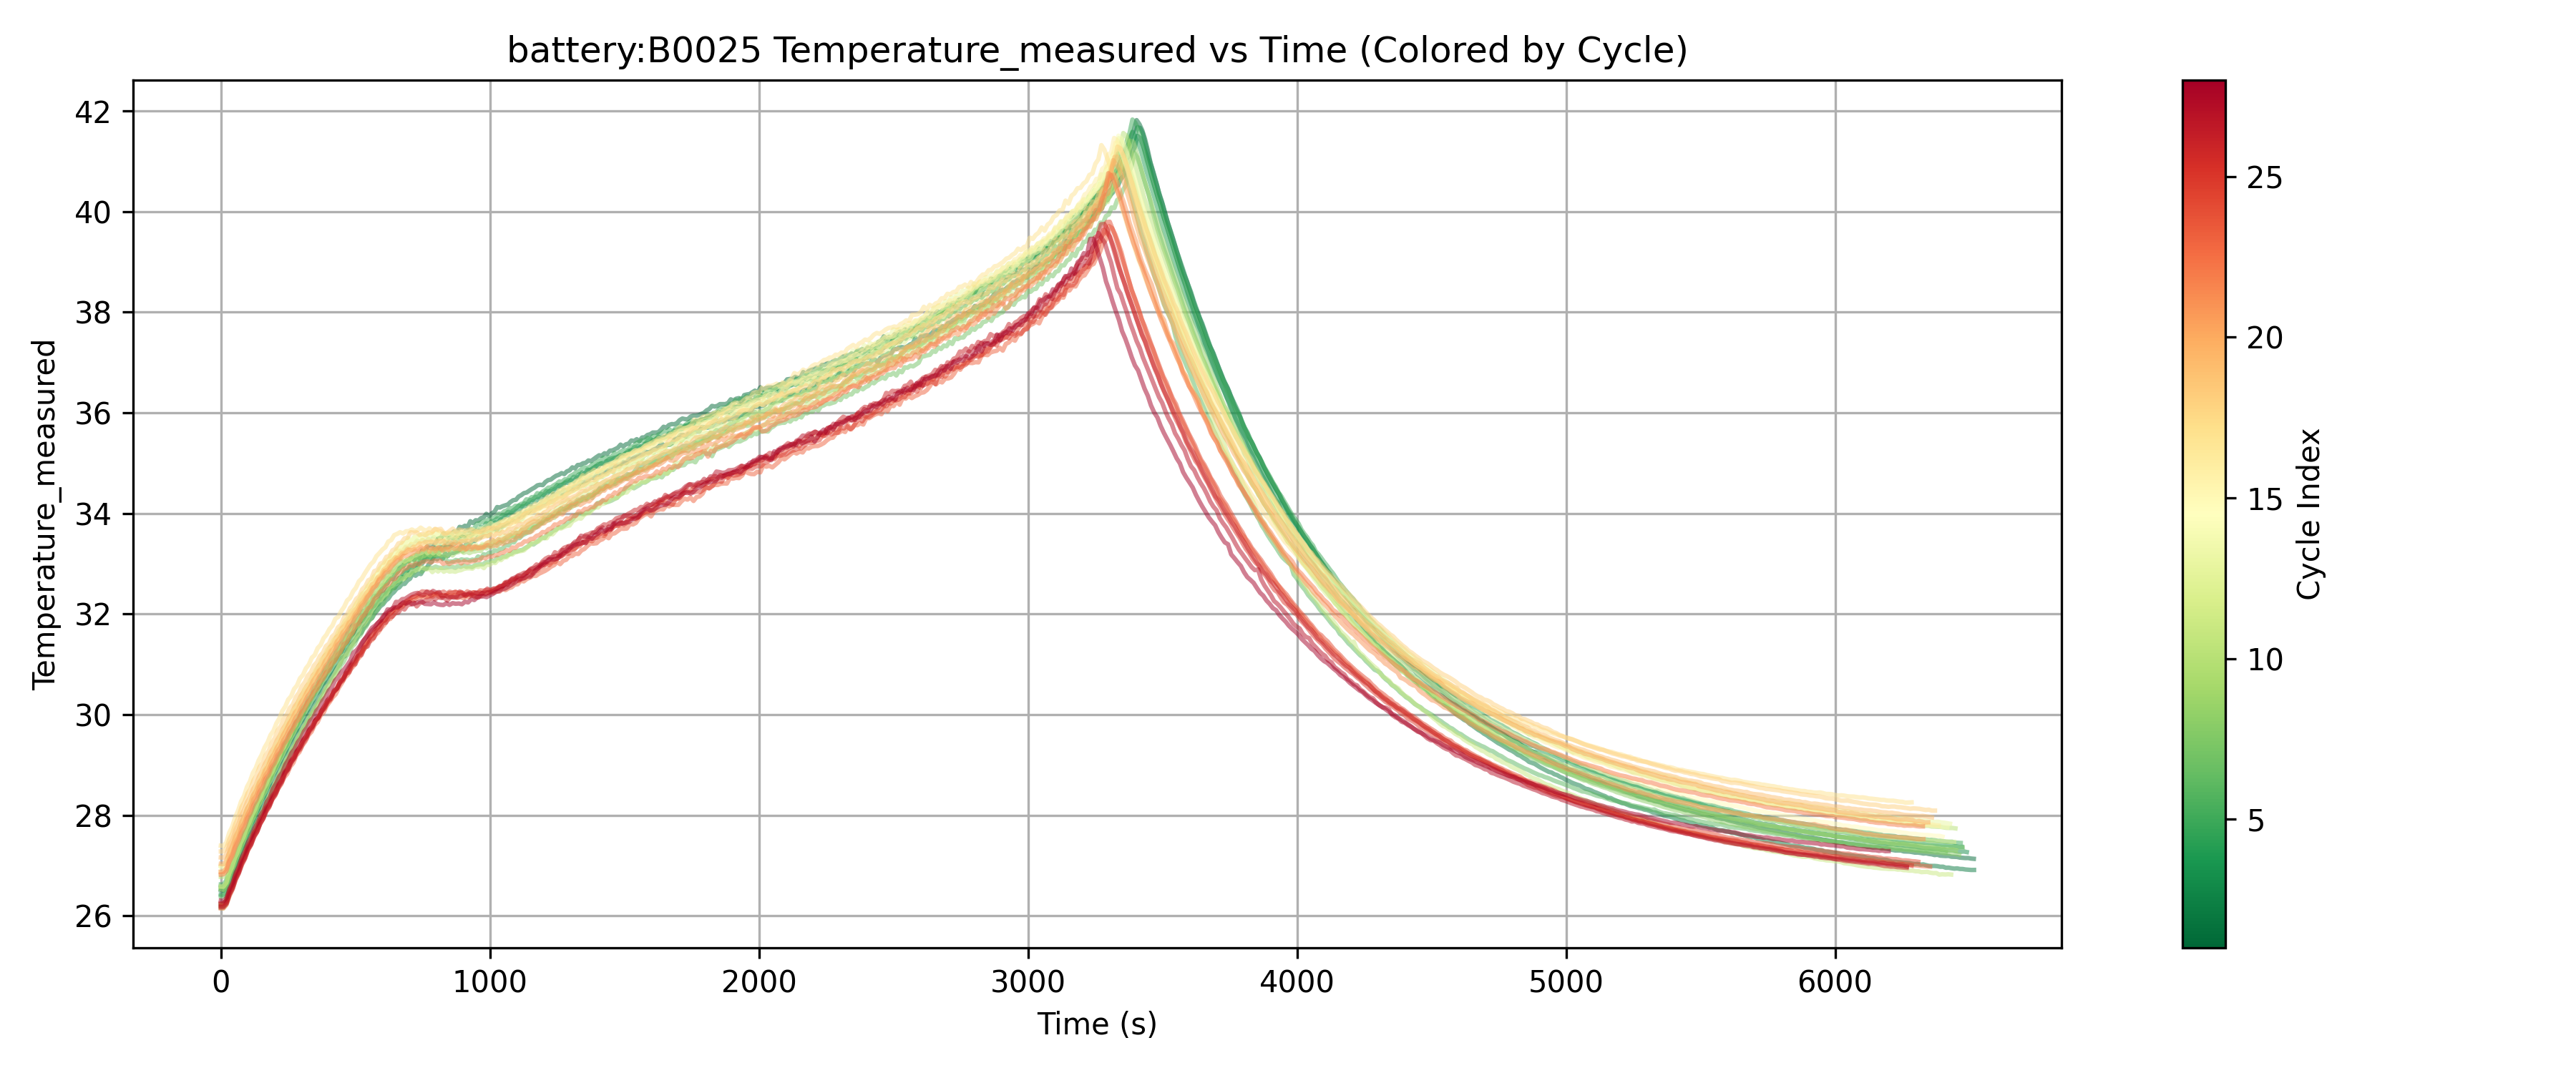 battery:B0025 Temperature_measured vs Time (Colored by Cycle)
Temperature_measured
42
40
38
36
34
32
30
28
26
0 1000 2000 3000 4000 5000 6000
Time (s)
25
20
15
10
5
Cycle Index